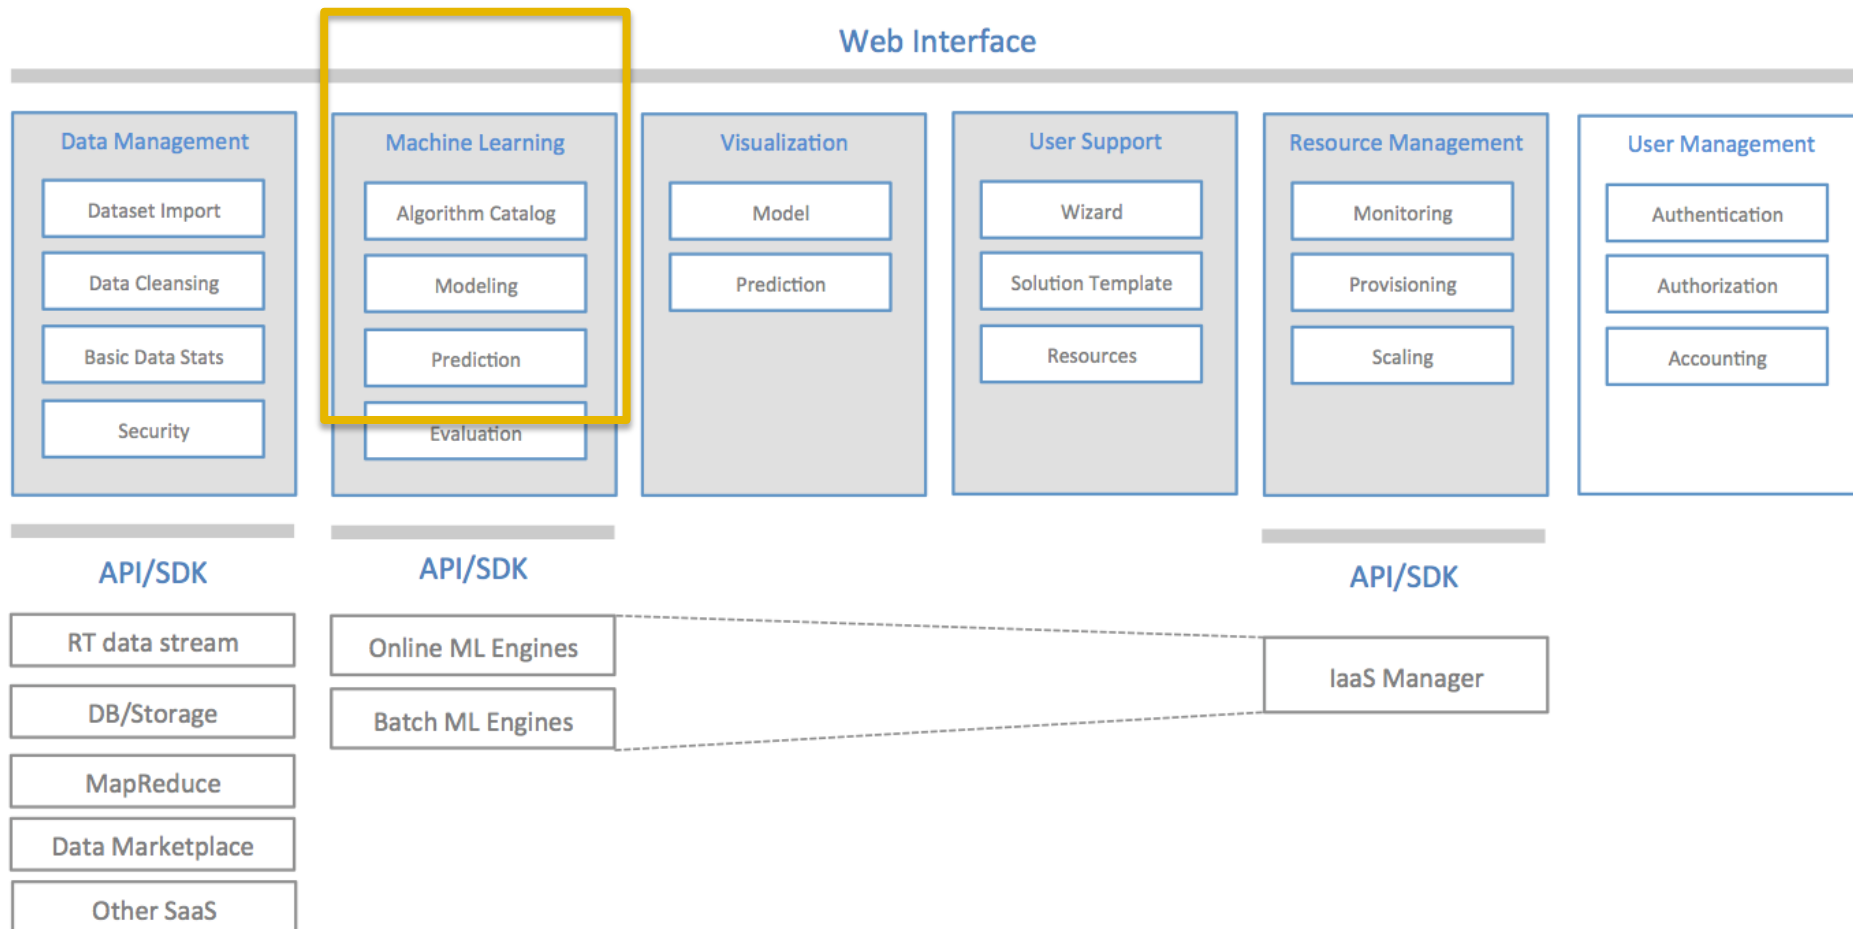 Web Interface
Data Management
Dataset Import
Data Cleansing
Basic Data Stats
Security
Machine Learning
Algorithm Catalog
Modeling
Prediction
Evaluation
Visualization
Model
Prediction
User Support
Wizard
Solution Template
Resources
Resource Management
Monitoring
Provisioning
Scaling
User Management
Authentication
Authorization
Accounting
API/SDK
RT data stream
DB/Storage
MapReduce
Data Marketplace
Other SaaS
API/SDK
Online ML Engines
Batch ML Engines
API/SDK
IaaS Manager